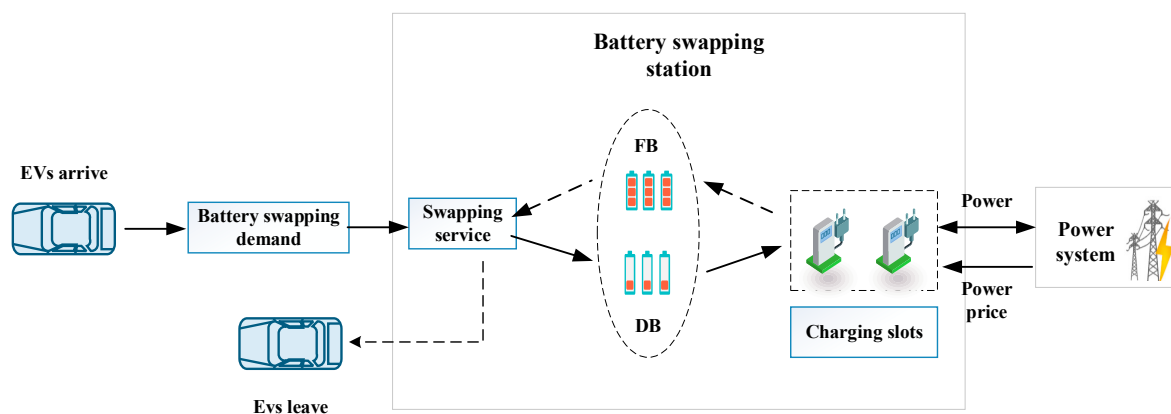 Battery swapping
station
EVs arrive
Battery swapping
demand
Swapping
service
FB
DB
Charging slots
Power
Power
price
Power
system
Evs leave